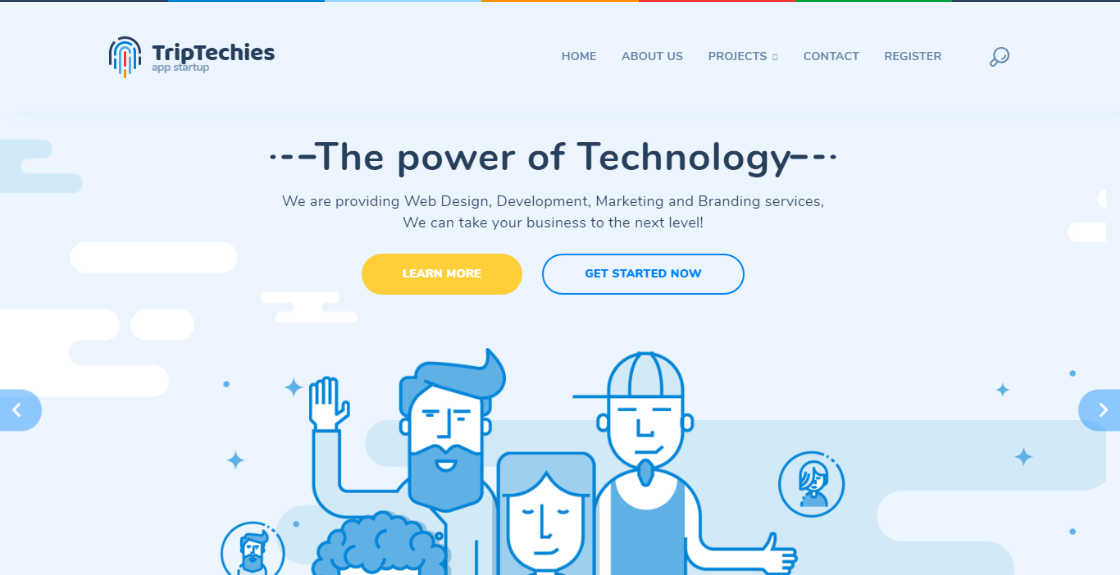 TripTechies
app startup
HOME ABOUT US PROJECTS CONTACT REGISTER
The power of Technology
We are providing Web Design, Development, Marketing and Branding services,
We can take your business to the next level!
LEARN MORE GET STARTED NOW